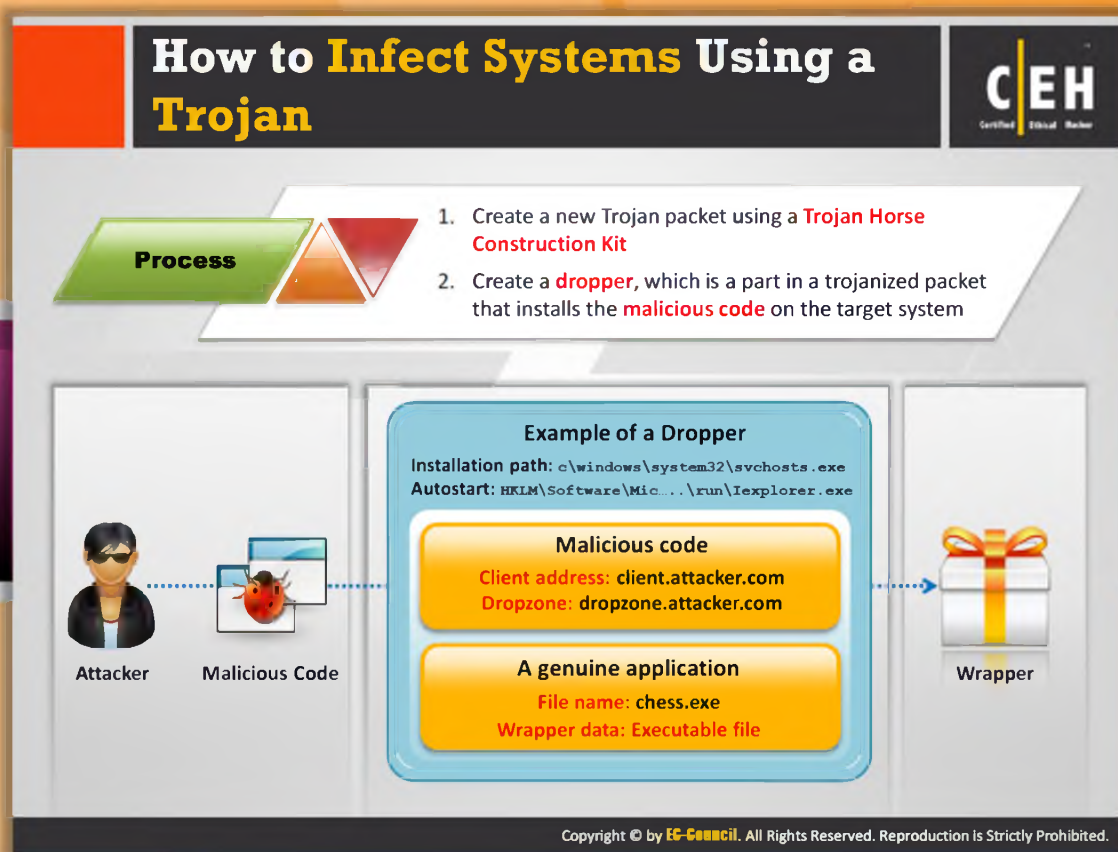 How to Infect Systems Using a
Trojan
C|EH
Certified Ethical Hacker
Process
1. Create a new Trojan packet using a Trojan Horse
Construction Kit
2. Create a dropper, which is a part in a trojanized packet
that installs the malicious code on the target system
Example of a Dropper
Installation path: c\windows\system32\svchosts.exe
Autostart: HKLM\Software\Mic.....\run\Iexplorer.exe
Malicious code
Client address: client.attacker.com
Dropzone: dropzone.attacker.com
A genuine application
File name: chess.exe
Wrapper data: Executable file
Attacker
Malicious Code
Wrapper
Copyright © by EC-Council. All Rights Reserved. Reproduction is Strictly Prohibited.